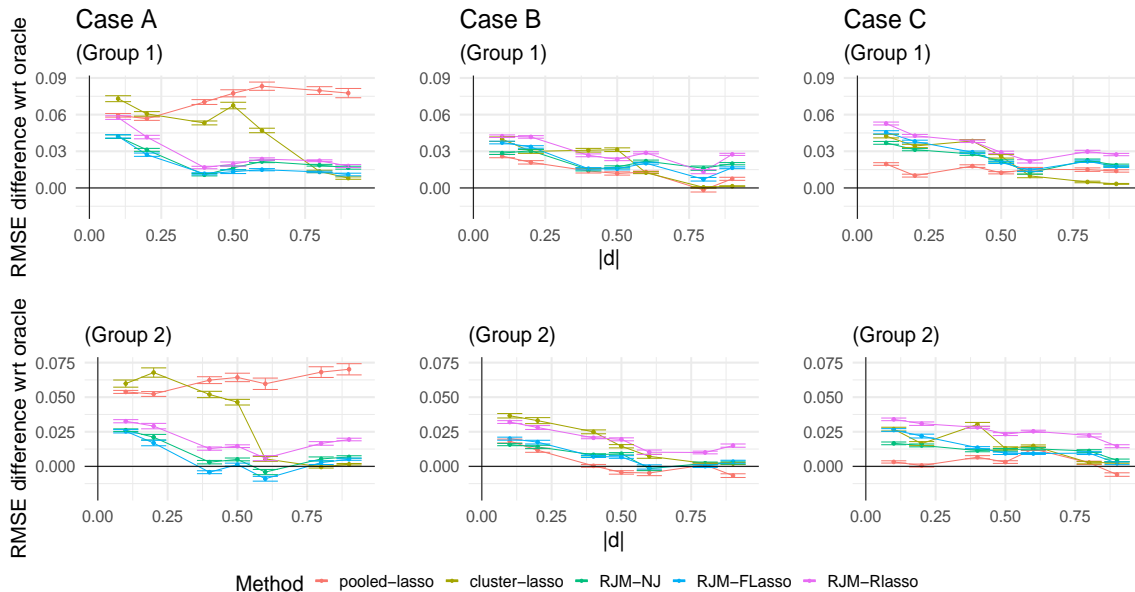 Case A Case B Case C
(Group 1) (Group 1) (Group 1)
RMSE difference wrt oracle
0.09 0.09 0.09
0.06 0.06 0.06
0.03 0.03 0.03
0.00 0.00 0.00
0.00 0.25 0.50 0.75 0.00 0.25 0.50 0.75 0.00 0.25 0.50 0.75
|d|
(Group 2) (Group 2) (Group 2)
RMSE difference wrt oracle
0.075 0.075 0.075
0.050 0.050 0.050
0.025 0.025 0.025
0.000 0.000 0.000
0.00 0.25 0.50 0.75 0.00 0.25 0.50 0.75 0.00 0.25 0.50 0.75
|d|
Method pooled−lasso cluster−lasso RJM−NJ RJM−FLasso RJM−Rlasso